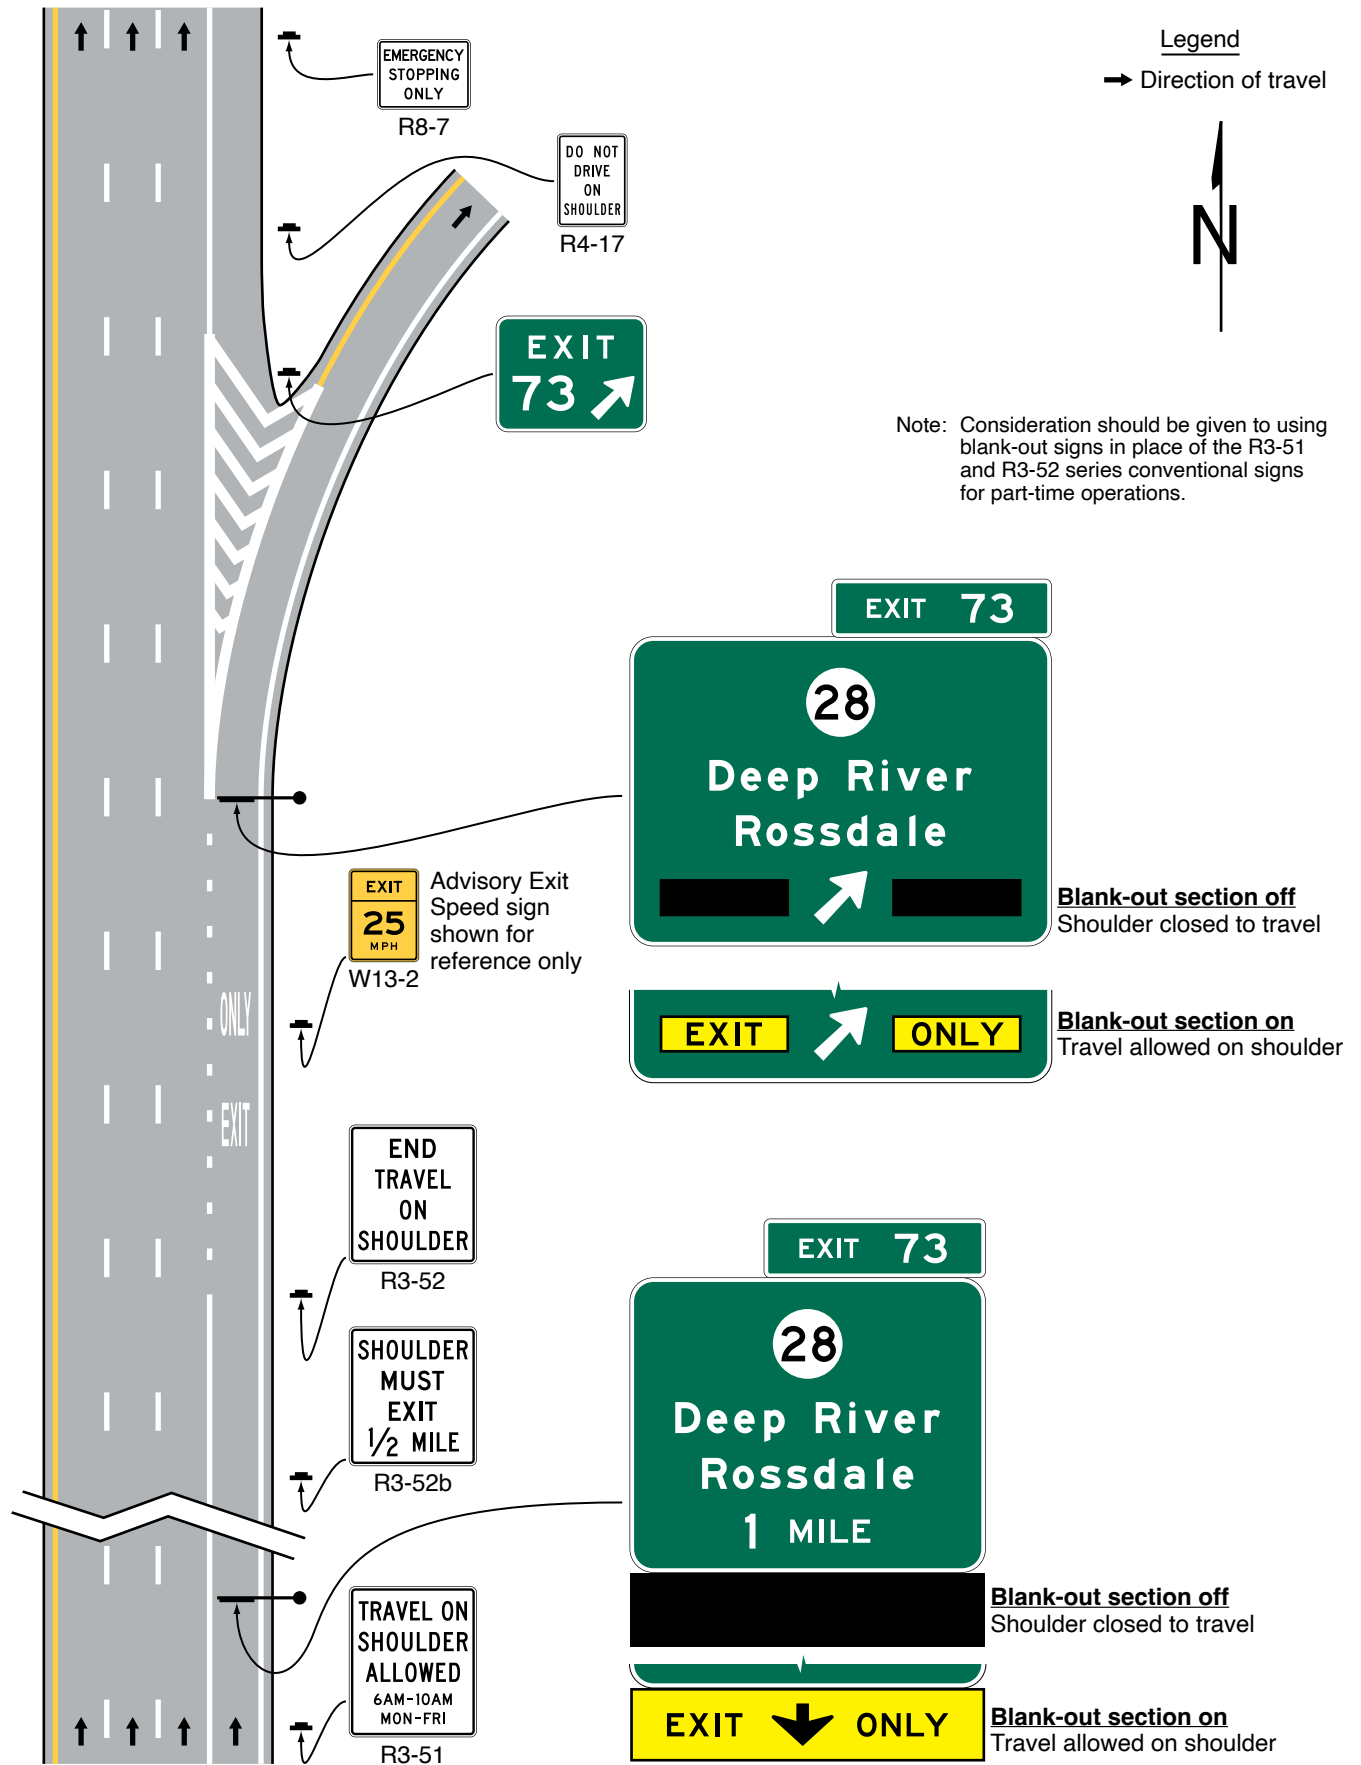 EMERGENCY
STOPPING
ONLY
R8-7
Legend
Direction of travel
N
DO NOT
DRIVE
ON
SHOULDER
R4-17
EXIT
73
Note: Consideration should be given to using
blank-out signs in place of the R3-51
and R3-52 series conventional signs
for part-time operations.
EXIT 73
28
Deep River
Rossdale
Blank-out section off
Shoulder closed to travel
EXIT ONLY
Blank-out section on
Travel allowed on shoulder
EXIT
25
MPH
W13-2
Advisory Exit
Speed sign
shown for
reference only
ONLY
EXIT
END
TRAVEL
ON
SHOULDER
R3-52
SHOULDER
MUST
EXIT
1/2 MILE
R3-52b
EXIT 73
28
Deep River
Rossdale
1 MILE
Blank-out section off
Shoulder closed to travel
EXIT ONLY
Blank-out section on
Travel allowed on shoulder
TRAVEL ON
SHOULDER
ALLOWED
6AM-10AM
MON-FRI
R3-51